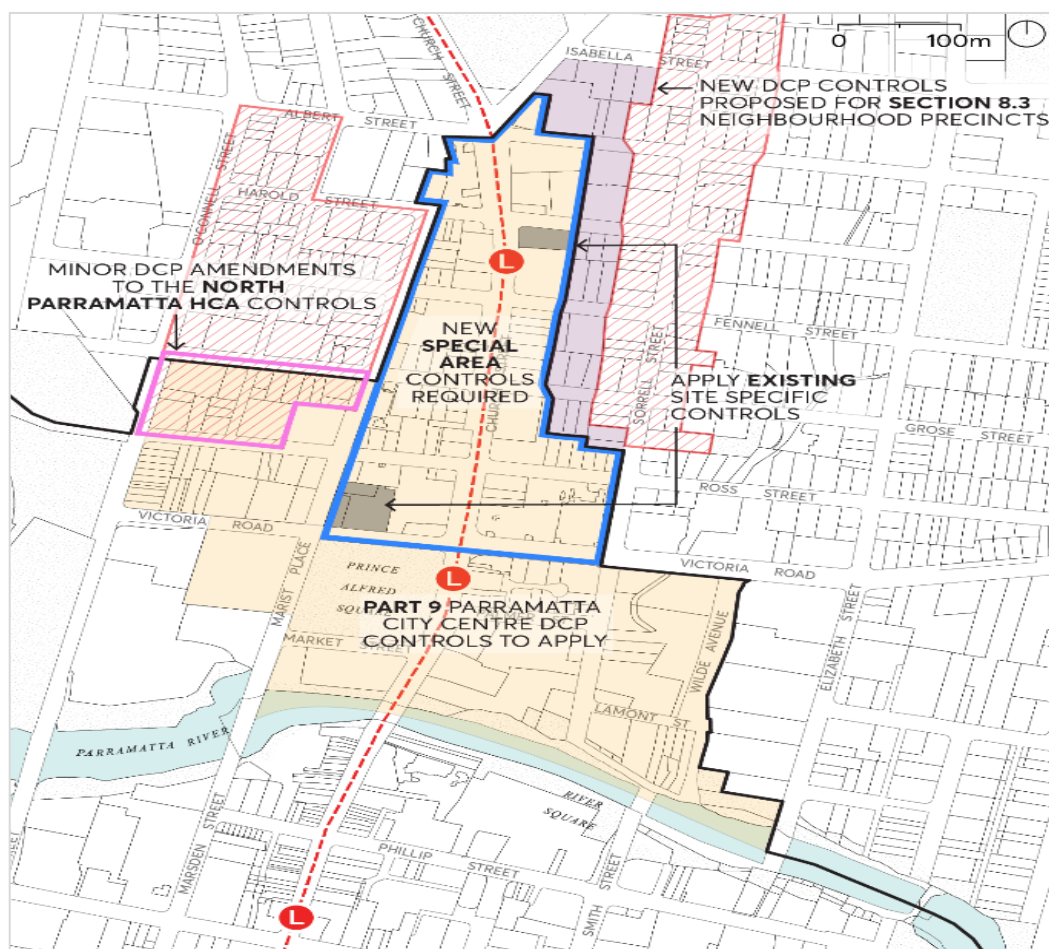 CHURCH STREET
0 100m
ISABELLA STREET
NEW DCP CONTROLS
PROPOSED FOR SECTION 8.3
NEIGHBOURHOOD PRECINCTS
ALBERT STREET
O'CONNELL STREET
HAROLD STREET
MINOR DCP AMENDMENTS
TO THE NORTH
PARRAMATTA HCA CONTROLS
L
NEW
SPECIAL
AREA
CONTROLS
REQUIRED
FENNELL STREET
SORRELL STREET
APPLY EXISTING
SITE SPECIFIC
CONTROLS
GROSE STREET
ROSS STREET
VICTORIA ROAD
VICTORIA ROAD
MARIST PLACE
PRINCE
ALFRED
SQUARE
L
PART 9 PARRAMATTA
CITY CENTRE DCP
CONTROLS TO APPLY
MARKET STREET
WILDE AVENUE
ELIZABETH STREET
LAMONT ST
PARRAMATTA RIVER
RIVER
SQUARE
MARSDEN STREET
PHILLIP STREET
SMITH STREET
L